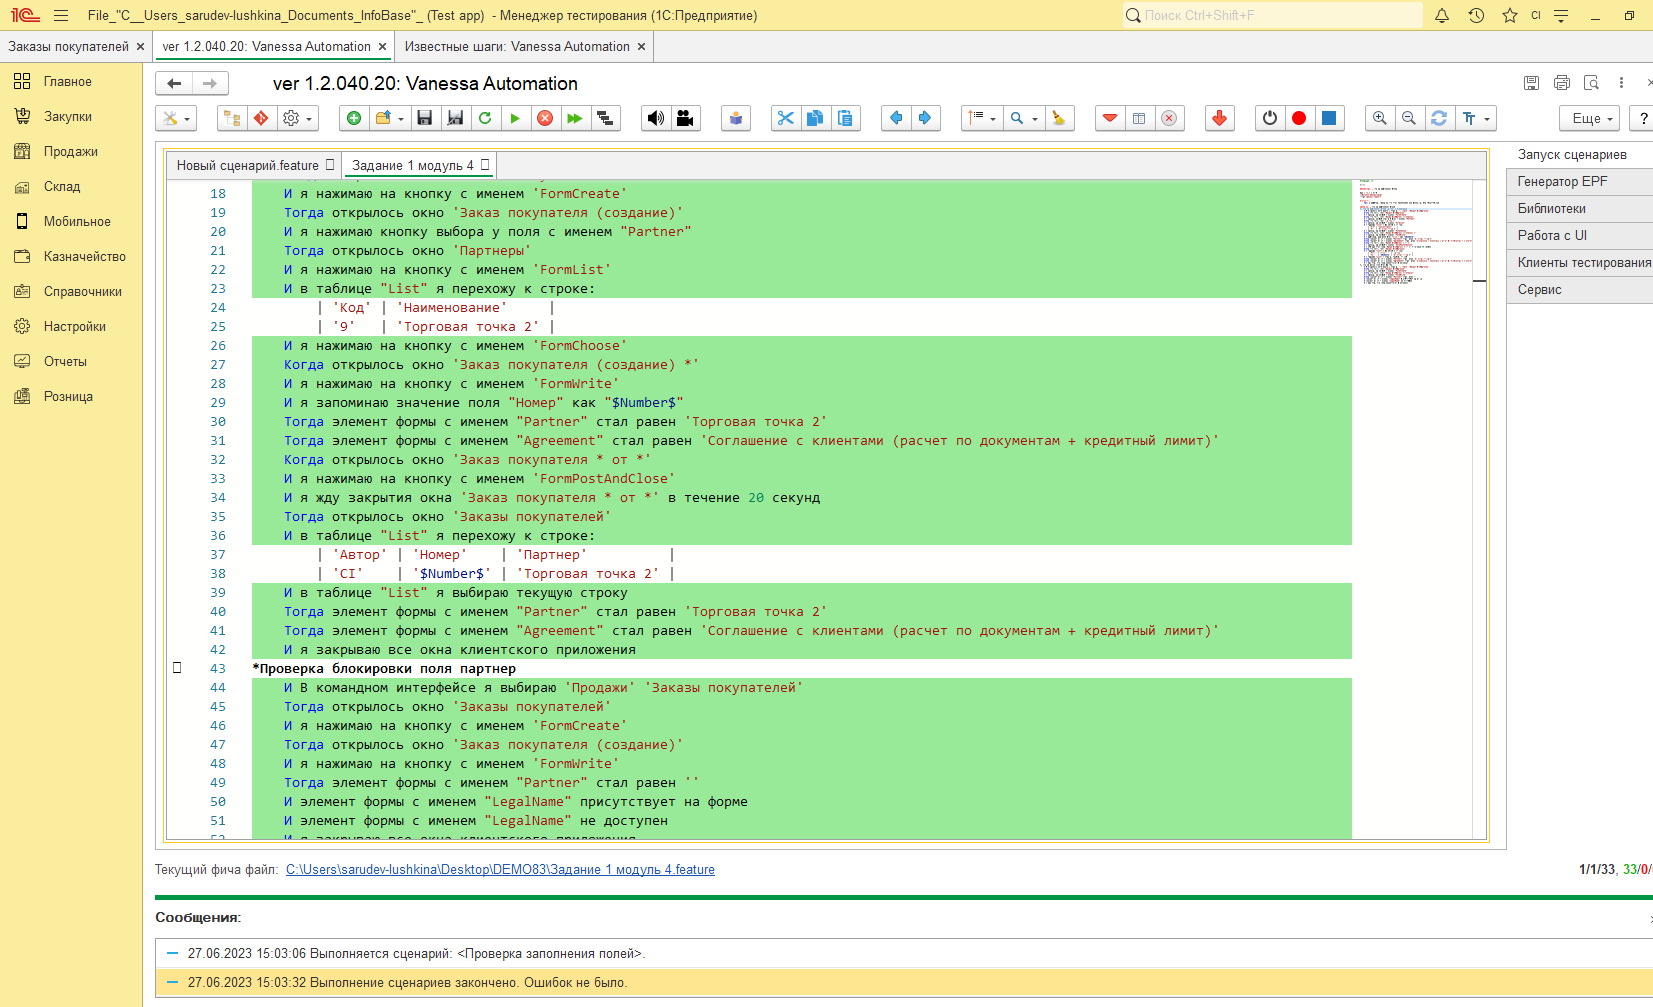 File_"C__Users_sarudev-lushkina_Documents_InfoBase"_ (Test app) - Менеджер тестирования (1С:Предприятие)
Поиск Ctrl+Shift+F
CI
Заказы покупателей ×
ver 1.2.040.20: Vanessa Automation ×
Известные шаги: Vanessa Automation ×
Главное
Закупки
Продажи
Склад
Мобильное
Казначейство
Справочники
Настройки
Отчеты
Розница
ver 1.2.040.20: Vanessa Automation
Еще
?
Новый сценарий.feature
Задание 1 модуль 4
18 И я нажимаю на кнопку с именем 'FormCreate'
19 Тогда открылось окно 'Заказ покупателя (создание)'
20 И я нажимаю кнопку выбора у поля с именем "Partner"
21 Тогда открылось окно 'Партнеры'
22 И я нажимаю на кнопку с именем 'FormList'
23 И в таблице "List" я перехожу к строке:
24 | 'Код' | 'Наименование' |
25 | '9' | 'Торговая точка 2' |
26 И я нажимаю на кнопку с именем 'FormChoose'
27 Когда открылось окно 'Заказ покупателя (создание) *'
28 И я нажимаю на кнопку с именем 'FormWrite'
29 И я запоминаю значение поля "Номер" как "$Number$"
30 Тогда элемент формы с именем "Partner" стал равен 'Торговая точка 2'
31 Тогда элемент формы с именем "Agreement" стал равен 'Соглашение с клиентами (расчет по документам + кредитный лимит)'
32 Когда открылось окно 'Заказ покупателя * от *'
33 И я нажимаю на кнопку с именем 'FormPostAndClose'
34 И я жду закрытия окна 'Заказ покупателя * от *' в течение 20 секунд
35 Тогда открылось окно 'Заказы покупателей'
36 И в таблице "List" я перехожу к строке:
37 | 'Автор' | 'Номер' | 'Партнер' |
38 | 'CI' | '$Number$' | 'Торговая точка 2' |
39 И в таблице "List" я выбираю текущую строку
40 Тогда элемент формы с именем "Partner" стал равен 'Торговая точка 2'
41 Тогда элемент формы с именем "Agreement" стал равен 'Соглашение с клиентами (расчет по документам + кредитный лимит)'
42 И я закрываю все окна клиентского приложения
43 *Проверка блокировки поля партнер
44 И В командном интерфейсе я выбираю 'Продажи' 'Заказы покупателей'
45 Тогда открылось окно 'Заказы покупателей'
46 И я нажимаю на кнопку с именем 'FormCreate'
47 Тогда открылось окно 'Заказ покупателя (создание)'
48 И я нажимаю на кнопку с именем 'FormWrite'
49 Тогда элемент формы с именем "Partner" стал равен ''
50 И элемент формы с именем "LegalName" присутствует на форме
51 И элемент формы с именем "LegalName" не доступен
52 И я закрываю все окна клиентского приложения
Запуск сценариев
Генератор EPF
Библиотеки
Работа с UI
Клиенты тестирования
Сервис
Текущий фича файл: C:\Users\sarudev-lushkina\Desktop\DEMO83\Задание 1 модуль 4.feature
1/1/33, 33/0/
Сообщения:
27.06.2023 15:03:06 Выполняется сценарий: <Проверка заполнения полей>.
27.06.2023 15:03:32 Выполнение сценариев закончено. Ошибок не было.